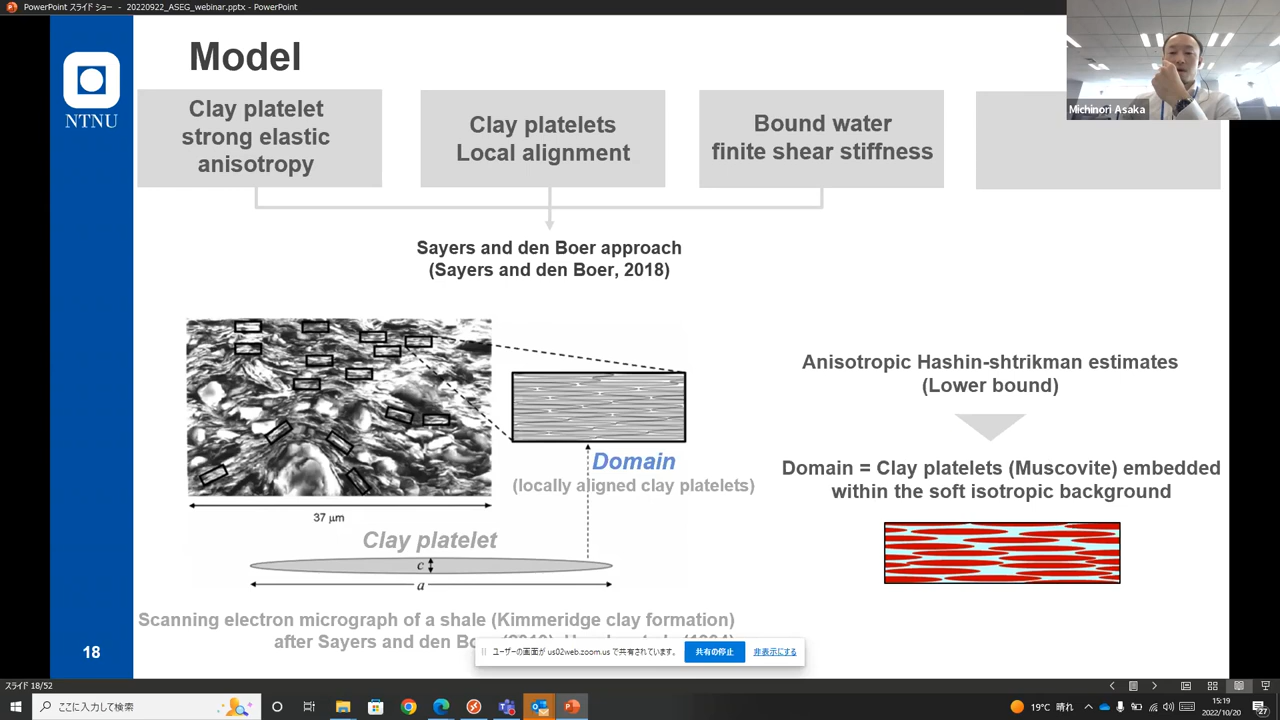 PowerPoint スライド ショー - 20220922_ASEG_webinar.pptx - PowerPoint
Model
NTNU
Clay platelet
strong elastic
anisotropy
Clay platelets
Local alignment
Bound water
finite shear stiffness
Michinori Asaka
Sayers and den Boer approach
(Sayers and den Boer, 2018)
Anisotropic Hashin-shtrikman estimates
(Lower bound)
Domain = Clay platelets (Muscovite) embedded
within the soft isotropic background
Domain
(locally aligned clay platelets)
37 μm
Clay platelet
c
a
Scanning electron micrograph of a shale (Kimmeridge clay formation)
after Sayers and den
18
ユーザーの画面が us02web.zoom.us で共有されています。
共有の停止
非表示にする
スライド 18/52
ここに入力して検索
19°C 晴れ
15:19
2022/10/20
27